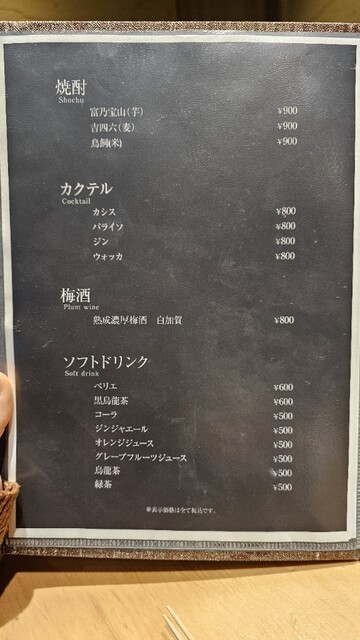 焼酎
Shochu
富乃宝山(芋) ¥900
吉四六(麦) ¥900
鳥飼(米) ¥900
カクテル
Cocktail
カシス ¥800
パライソ ¥800
ジン ¥800
ウォッカ ¥800
梅酒
Plum wine
熟成濃厚梅酒 白加賀 ¥800
ソフトドリンク
Soft drink
ペリエ ¥600
黒烏龍茶 ¥600
コーラ ¥500
ジンジャエール ¥500
オレンジジュース ¥500
グレープフルーツジュース ¥500
烏龍茶 ¥500
緑茶 ¥500
※表示価格は全て税込です。